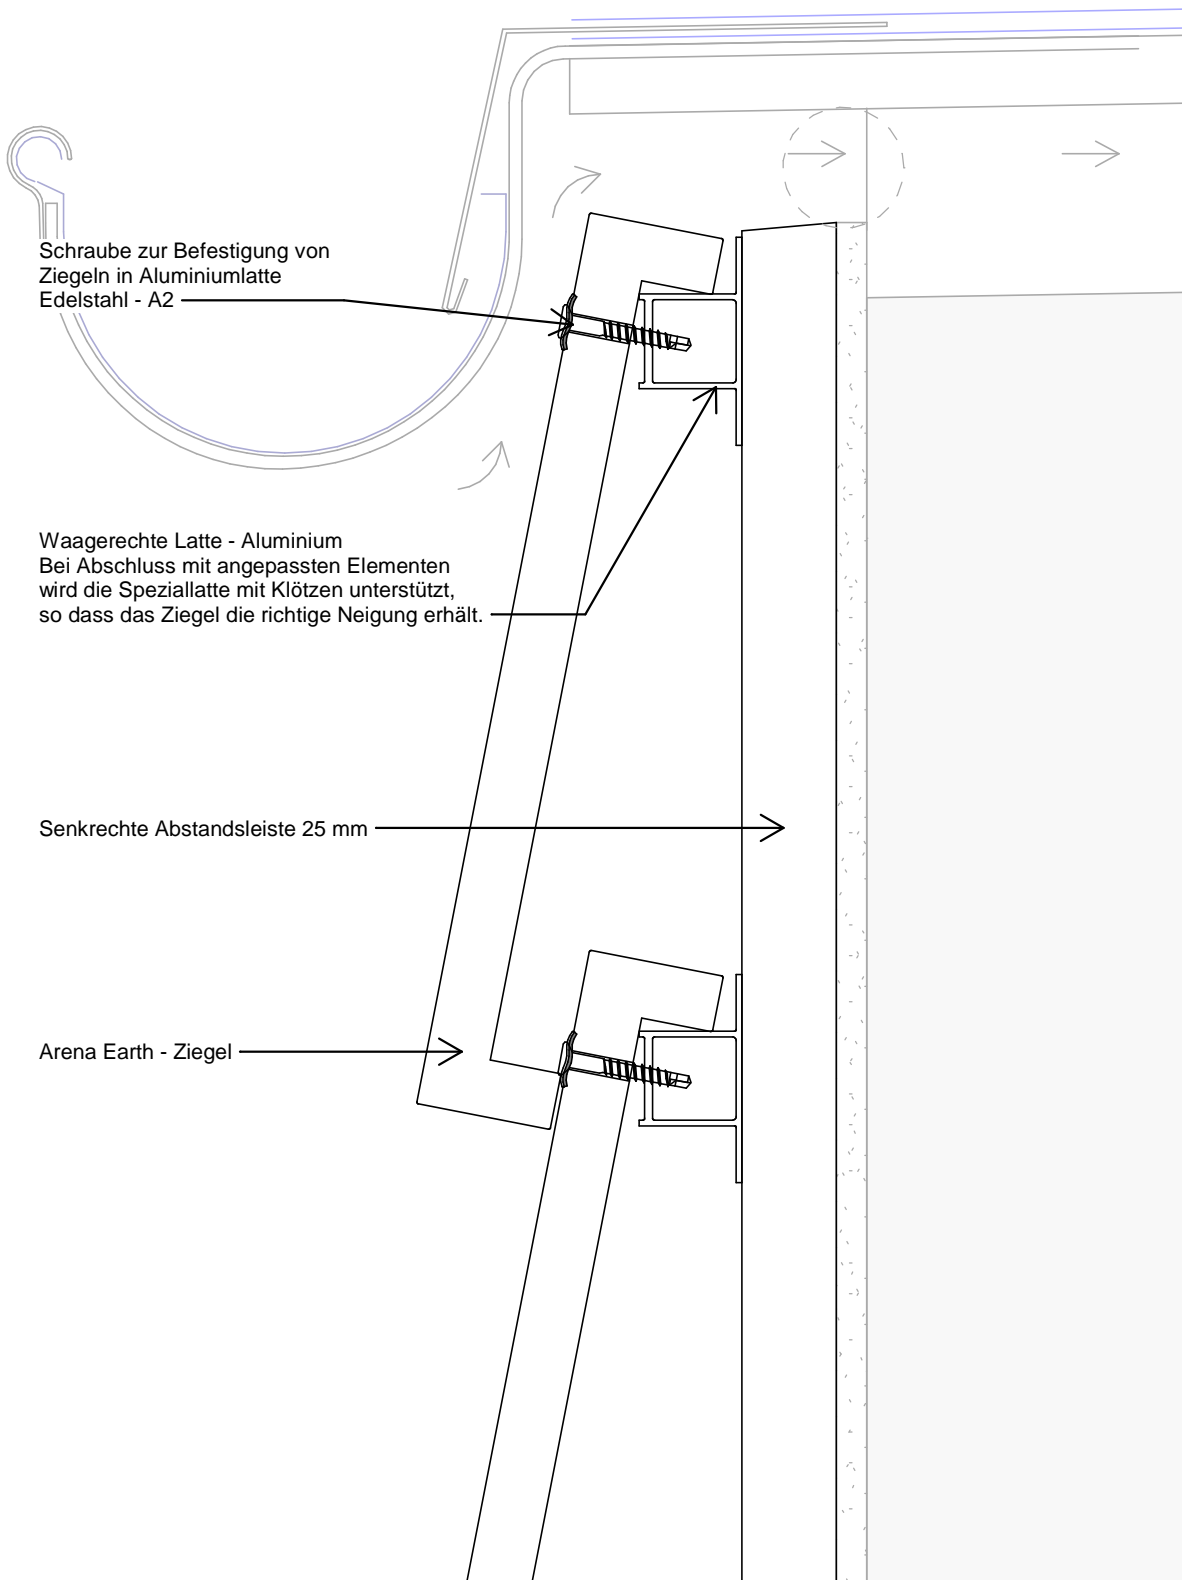 Schraube zur Befestigung von
Ziegeln in Aluminiumlatte
Edelstahl - A2
Waagerechte Latte - Aluminium
Bei Abschluss mit angepassten Elementen
wird die Speziallatte mit Klötzen unterstützt,
so dass das Ziegel die richtige Neigung erhält.
Senkrechte Abstandsleiste 25 mm
Arena Earth - Ziegel